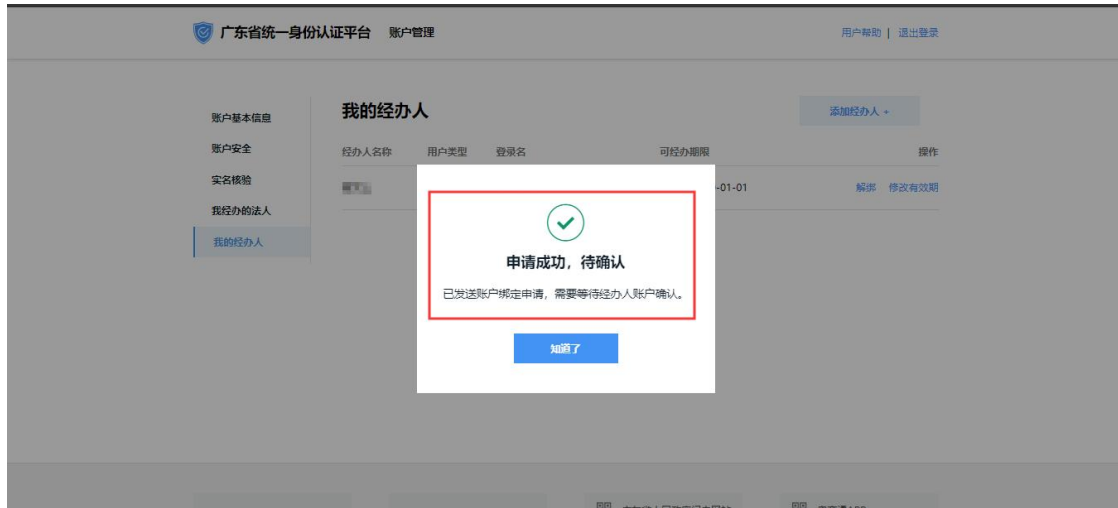 广东省统一身份认证平台 账户管理 用户帮助 | 退出登录
我的经办人 添加经办人 +
账户基本信息
账户安全
实名核验
我经办的法人
我的经办人
经办人名称 用户类型 登录名 可经办期限 操作
-01-01 解绑 修改有效期
申请成功，待确认
已发送账户绑定申请，需要等待经办人账户确认。
知道了